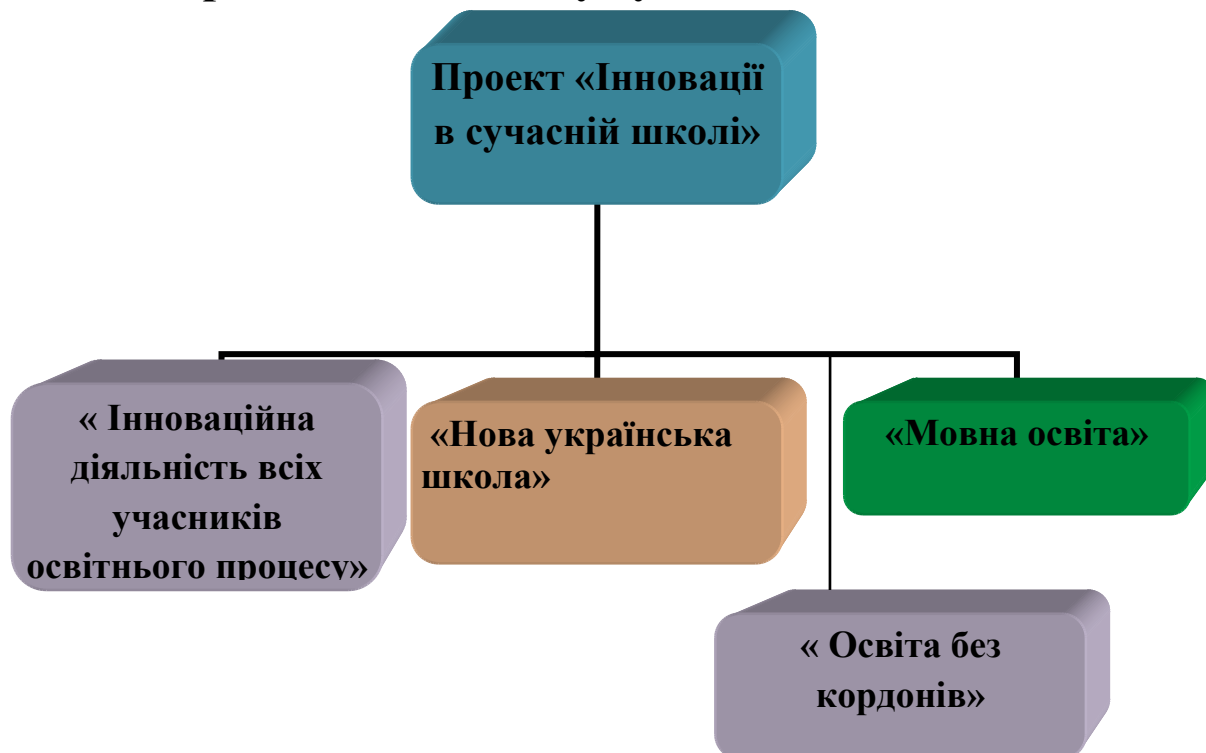 Проект «Інновації
в сучасній школі»
« Інноваційна
діяльність всіх
учасників
освітнього процесу»
«Нова українська
школа»
«Мовна освіта»
« Освіта без
кордонів»